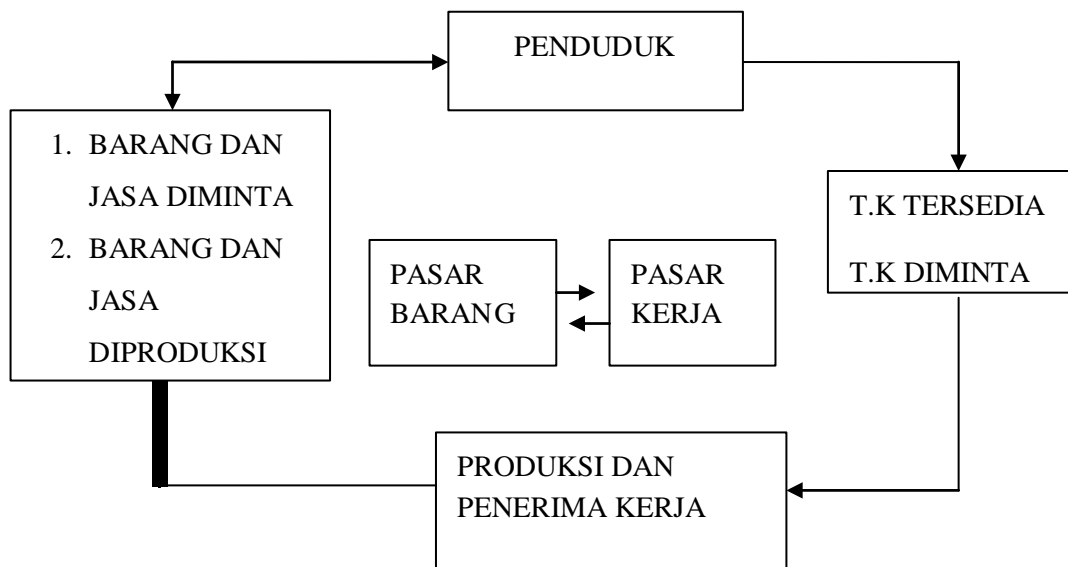 PENDUDUK
1. BARANG DAN
JASA DIMINTA
2. BARANG DAN
JASA
DIPRODUKSI
T.K TERSEDIA
T.K DIMINTA
PASAR
BARANG
PASAR
KERJA
PRODUKSI DAN
PENERIMA KERJA